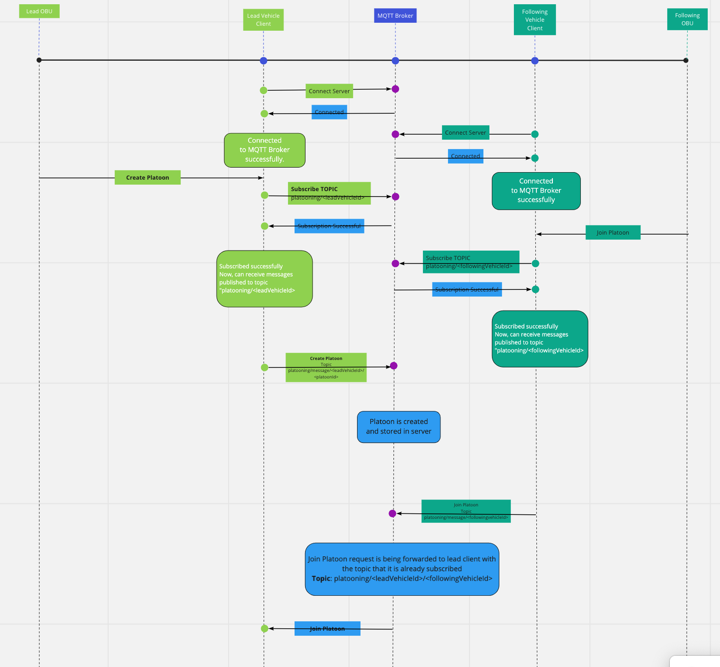 Lead OBU
Lead Vehicle
Client
MQTT Broker
Following
Vehicle
Client
Following
OBU
Connect Server
Connected
Connect Server
Connected
to MQTT Broker
successfully.
Connected
Create Platoon
Connected
to MQTT Broker
successfully
Subscribe TOPIC
platooning/<leadVehicleId>
Subscription Successful
Join Platoon
Subscribe TOPIC
platooning/<followingVehicleId>
Subscribed successfully
Now, can receive messages
published to topic
"platooning/<leadVehicleId>
Subscription Successful
Subscribed successfully
Now, can receive messages
published to topic
"platooning/<followingVehicleId>
Create Platoon
Topic
platooning/message/<leadVehicleId>/
<platoonId>
Platoon is created
and stored in server
Join Platoon
Topic
platooning/message/<followingVehicleId>
Join Platoon request is being forwarded to lead client with
the topic that it is already subscribed
Topic: platooning/<leadVehicleId>/<followingVehicleId>
Join Platoon